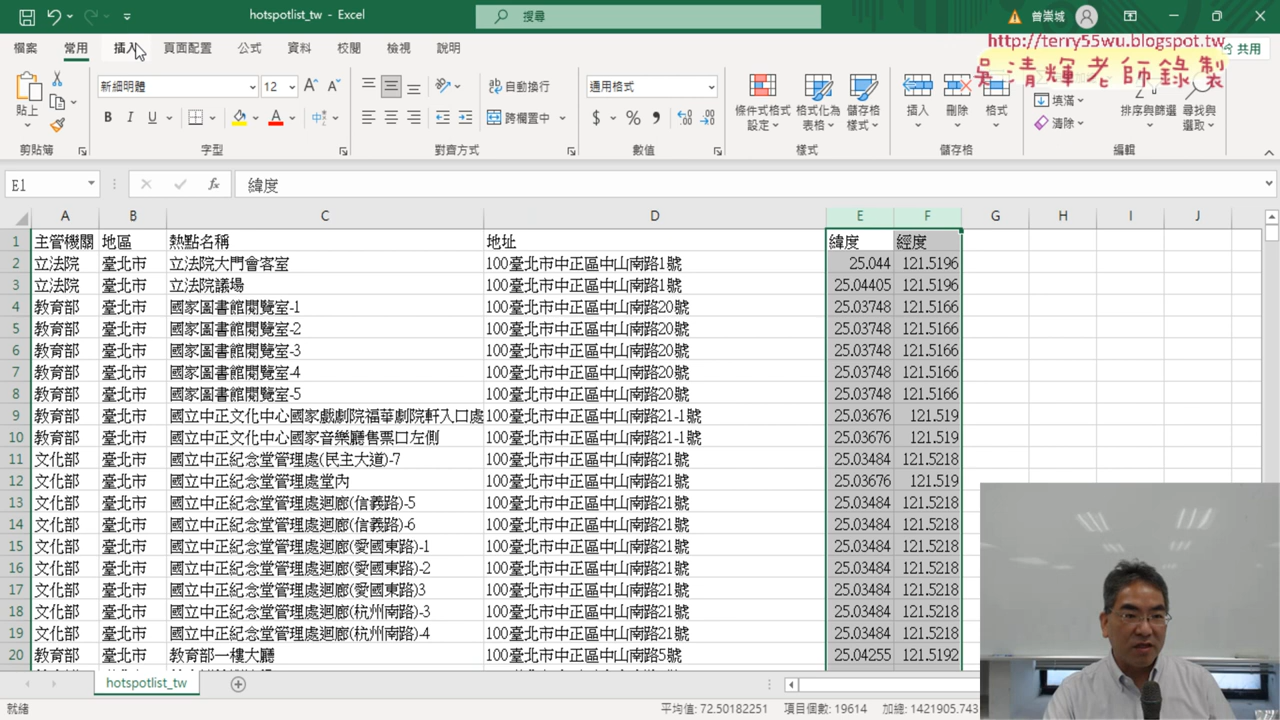 hotspotlist_tw - Excel
搜尋
曾崇城
檔案 常用 插入 頁面配置 公式 資料 校閱 檢視 說明
共用
http://terry55wu.blogspot.tw
吳清輝老師錄製
貼上
新細明體 12
自動換行
跨欄置中
通用格式
條件式格式設定 格式化為表格 儲存格樣式
插入 刪除 格式
填滿
清除
排序與篩選 尋找與選取
剪貼簿 字型 對齊方式 數值 樣式 儲存格 編輯
E1 fx 緯度
A B C D E F G H I J
1 主管機關 地區 熱點名稱 地址 緯度 經度
2 立法院 臺北市 立法院大門會客室 100臺北市中正區中山南路1號 25.044 121.5196
3 立法院 臺北市 立法院議場 100臺北市中正區中山南路1號 25.04405 121.5196
4 教育部 臺北市 國家圖書館閱覽室-1 100臺北市中正區中山南路20號 25.03748 121.5166
5 教育部 臺北市 國家圖書館閱覽室-2 100臺北市中正區中山南路20號 25.03748 121.5166
6 教育部 臺北市 國家圖書館閱覽室-3 100臺北市中正區中山南路20號 25.03748 121.5166
7 教育部 臺北市 國家圖書館閱覽室-4 100臺北市中正區中山南路20號 25.03748 121.5166
8 教育部 臺北市 國家圖書館閱覽室-5 100臺北市中正區中山南路20號 25.03748 121.5166
9 教育部 臺北市 國立中正文化中心國家戲劇院福華劇院軒入口處 100臺北市中正區中山南路21-1號 25.03676 121.519
10 教育部 臺北市 國立中正文化中心國家音樂廳售票口左側 100臺北市中正區中山南路21-1號 25.03676 121.519
11 文化部 臺北市 國立中正紀念堂管理處(民主大道)-7 100臺北市中正區中山南路21號 25.03484 121.5218
12 文化部 臺北市 國立中正紀念堂管理處堂內 100臺北市中正區中山南路21號 25.03676 121.519
13 文化部 臺北市 國立中正紀念堂管理處迴廊(信義路)-5 100臺北市中正區中山南路21號 25.03484 121.5218
14 文化部 臺北市 國立中正紀念堂管理處迴廊(信義路)-6 100臺北市中正區中山南路21號 25.03484 121.5218
15 文化部 臺北市 國立中正紀念堂管理處迴廊(愛國東路)-1 100臺北市中正區中山南路21號 25.03484 121.5218
16 文化部 臺北市 國立中正紀念堂管理處迴廊(愛國東路)-2 100臺北市中正區中山南路21號 25.03484 121.5218
17 文化部 臺北市 國立中正紀念堂管理處迴廊(愛國東路)3 100臺北市中正區中山南路21號 25.03484 121.5218
18 文化部 臺北市 國立中正紀念堂管理處迴廊(杭州南路)-3 100臺北市中正區中山南路21號 25.03484 121.5218
19 文化部 臺北市 國立中正紀念堂管理處迴廊(杭州南路)-4 100臺北市中正區中山南路21號 25.03484 121.5218
20 教育部 臺北市 教育部一樓大廳 100臺北市中正區中山南路5號 25.04255 121.5192
hotspotlist_tw
就緒 平均值: 72.50182251 項目個數: 19614 加總: 1421905.743